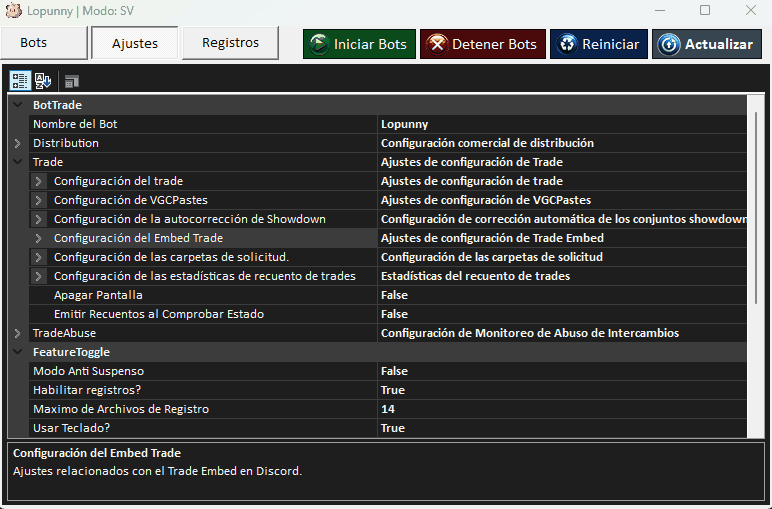 Lopunny | Modo: SV
Bots Ajustes Registros Iniciar Bots Detener Bots Reiniciar Actualizar
BotTrade
Nombre del Bot Lopunny
Distribution Configuración comercial de distribución
Trade Ajustes de configuración de Trade
Configuración del trade Ajustes de configuración de trade
Configuración de VGCPastes Ajustes de configuración de VGCPastes
Configuración de la autocorrección de Showdown Configuración de corrección automática de los conjuntos showdown
Configuración del Embed Trade Ajustes de configuración de Trade Embed
Configuración de las carpetas de solicitud. Configuración de las carpetas de solicitud
Configuración de las estadísticas de recuento de trades Estadísticas del recuento de trades
Apagar Pantalla False
Emitir Recuentos al Comprobar Estado False
TradeAbuse Configuración de Monitoreo de Abuso de Intercambios
FeatureToggle
Modo Anti Suspenso False
Habilitar registros? True
Maximo de Archivos de Registro 14
Usar Teclado? True
Configuración del Embed Trade
Ajustes relacionados con el Trade Embed en Discord.